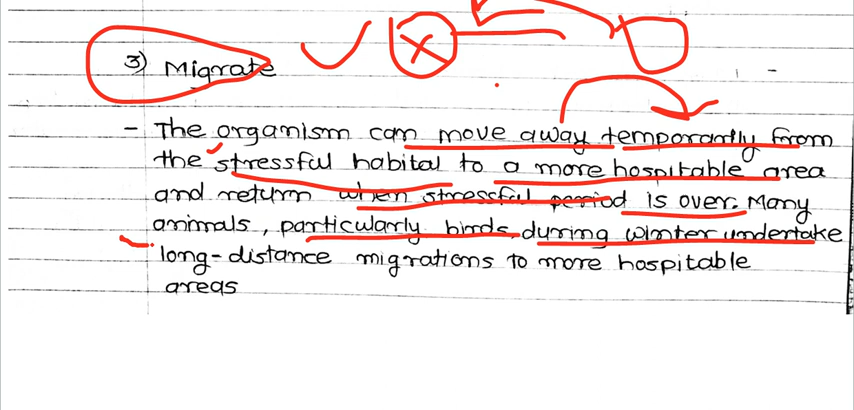 3) Migrate
- The organism can move away temporarily from
the stressful habital to a more hospitable area
and return when stressful period is over. Many
animals, particularly birds, during winter undertake
long-distance migrations to more hospitable
areas